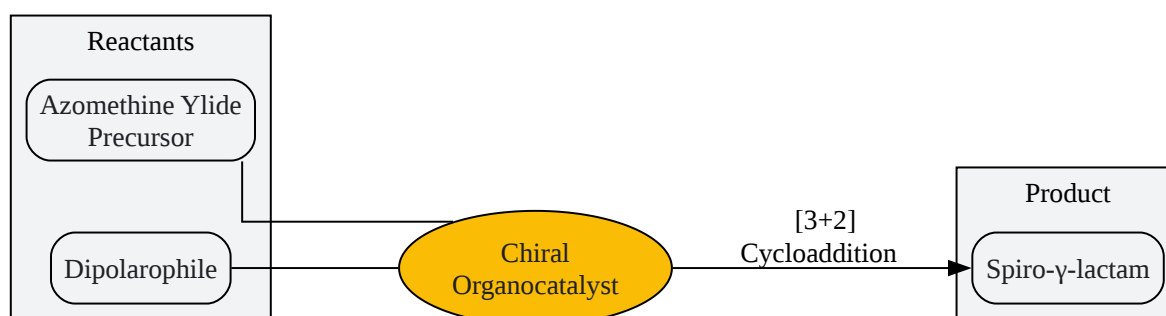 Reactants
Azomethine Ylide
Precursor
Dipolarophile
Chiral
Organocatalyst
[3+2]
Cycloaddition
Product
Spiro-γ-lactam